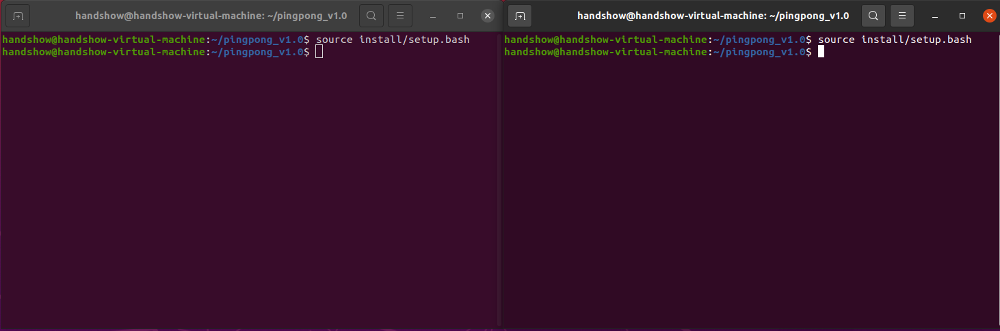 handshow@handshow-virtual-machine: ~/pingpong_v1.0
handshow@handshow-virtual-machine:~/pingpong_v1.0$ source install/setup.bash
handshow@handshow-virtual-machine:~/pingpong_v1.0$
handshow@handshow-virtual-machine: ~/pingpong_v1.0
handshow@handshow-virtual-machine:~/pingpong_v1.0$ source install/setup.bash
handshow@handshow-virtual-machine:~/pingpong_v1.0$